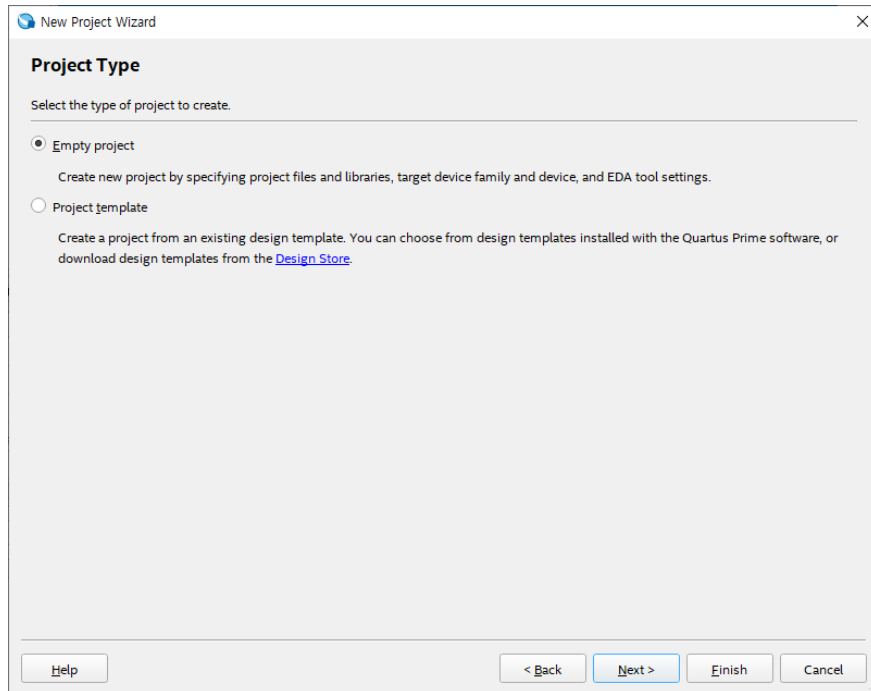 New Project Wizard
Project Type
Select the type of project to create.
Empty project
Create new project by specifying project files and libraries, target device family and device, and EDA tool settings.
Project template
Create a project from an existing design template. You can choose from design templates installed with the Quartus Prime software, or
download design templates from the Design Store.
Help
< Back
Next >
Finish
Cancel